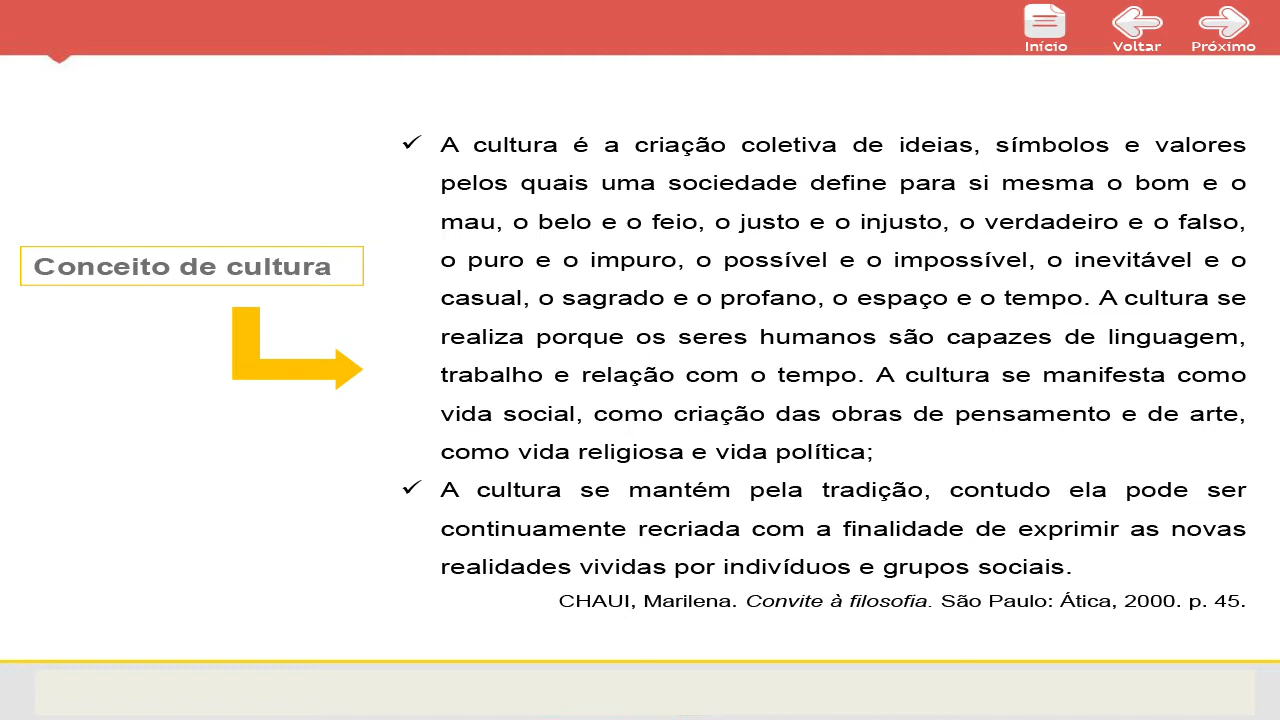 Início Voltar Próximo
✓ A cultura é a criação coletiva de ideias, símbolos e valores
pelos quais uma sociedade define para si mesma o bom e o
mau, o belo e o feio, o justo e o injusto, o verdadeiro e o falso,
Conceito de cultura
o puro e o impuro, o possível e o impossível, o inevitável e o
casual, o sagrado e o profano, o espaço e o tempo. A cultura se
realiza porque os seres humanos são capazes de linguagem,
trabalho e relação com o tempo. A cultura se manifesta como
vida social, como criação das obras de pensamento e de arte,
como vida religiosa e vida política;
✓ A cultura se mantém pela tradição, contudo ela pode ser
continuamente recriada com a finalidade de exprimir as novas
realidades vividas por indivíduos e grupos sociais.
CHAUI, Marilena. Convite à filosofia. São Paulo: Ática, 2000. p. 45.